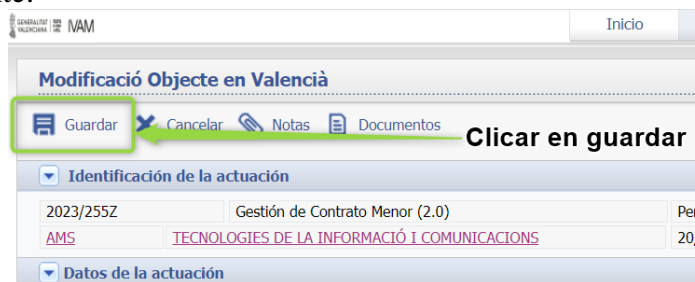 GENERALITAT VALENCIANA IVAM Inicio
Modificació Objecte en Valencià
Guardar Cancelar Notas Documentos
Clicar en guardar
Identificación de la actuación
2023/255Z Gestión de Contrato Menor (2.0)
AMS TECNOLOGIES DE LA INFORMACIÓ I COMUNICACIONS 20,
Datos de la actuación